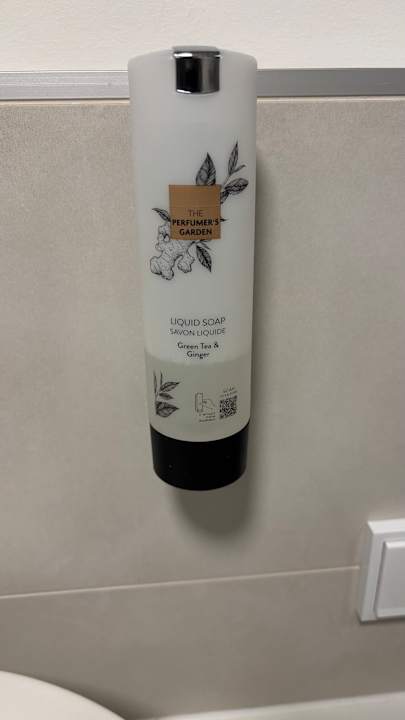 THE
PERFUMER'S
GARDEN
LIQUID SOAP
SAVON LIQUIDE
Green Tea &
Ginger